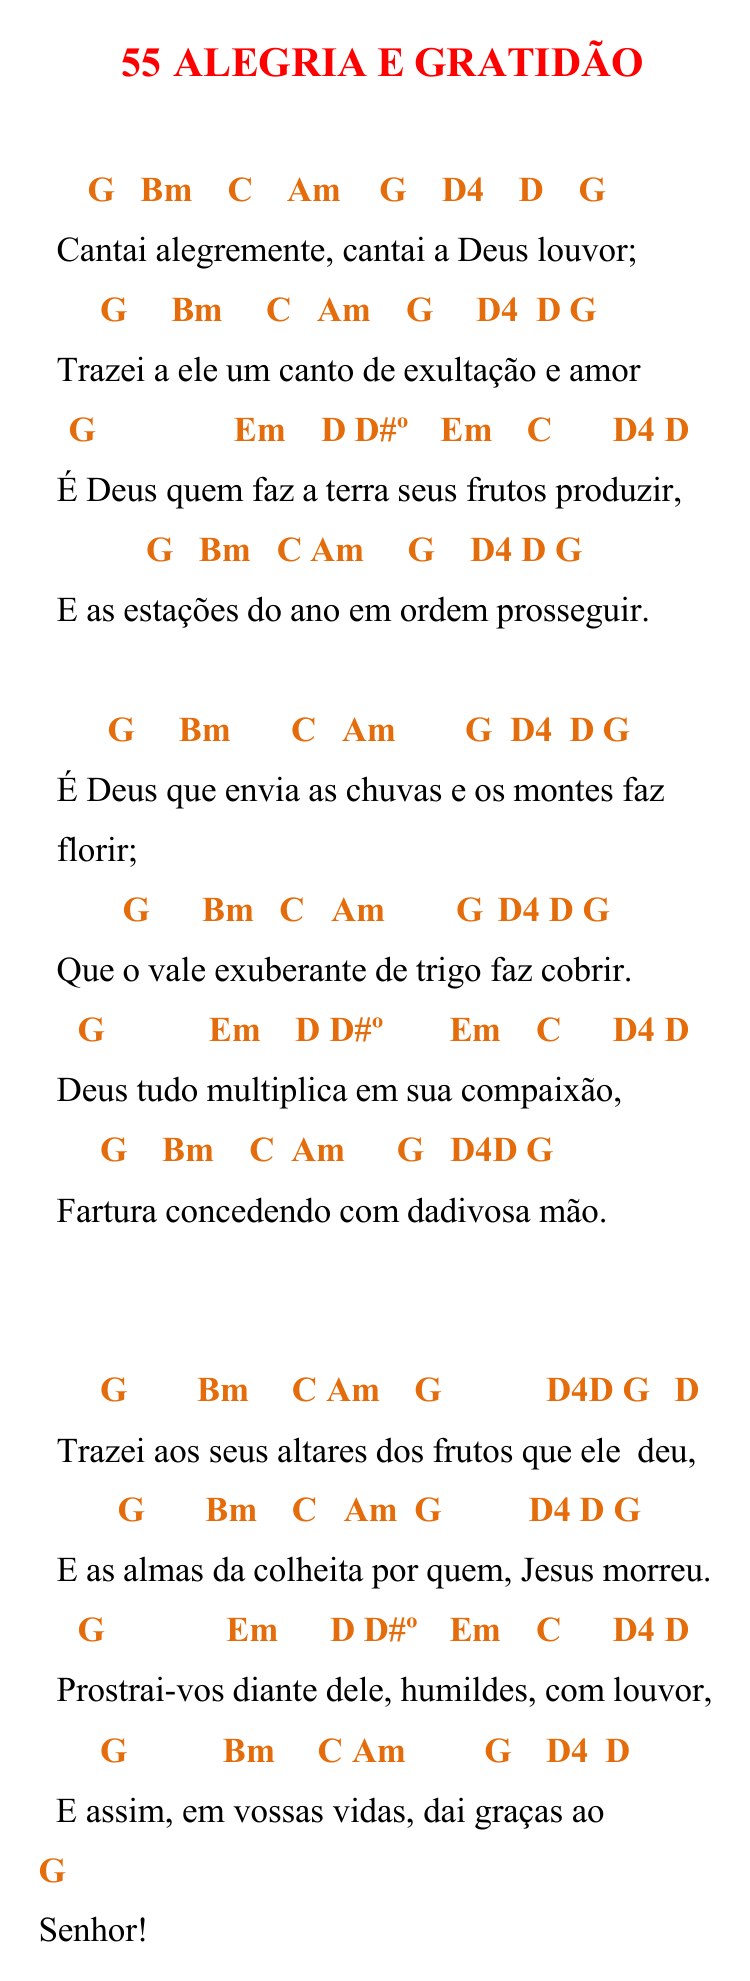 55 ALEGRIA E GRATIDÃO
G Bm C Am G D4 D G
Cantai alegremente, cantai a Deus louvor;
G Bm C Am G D4 D G
Trazei a ele um canto de exultação e amor
G Em D D#º Em C D4 D
É Deus quem faz a terra seus frutos produzir,
G Bm C Am G D4 D G
E as estações do ano em ordem prosseguir.
G Bm C Am G D4 D G
É Deus que envia as chuvas e os montes faz
florir;
G Bm C Am G D4 D G
Que o vale exuberante de trigo faz cobrir.
G Em D D#º Em C D4 D
Deus tudo multiplica em sua compaixão,
G Bm C Am G D4D G
Fartura concedendo com dadivosa mão.
G Bm C Am G D4D G D
Trazei aos seus altares dos frutos que ele deu,
G Bm C Am G D4 D G
E as almas da colheita por quem, Jesus morreu.
G Em D D#º Em C D4 D
Prostrai-vos diante dele, humildes, com louvor,
G Bm C Am G D4 D
E assim, em vossas vidas, dai graças ao
G
Senhor!